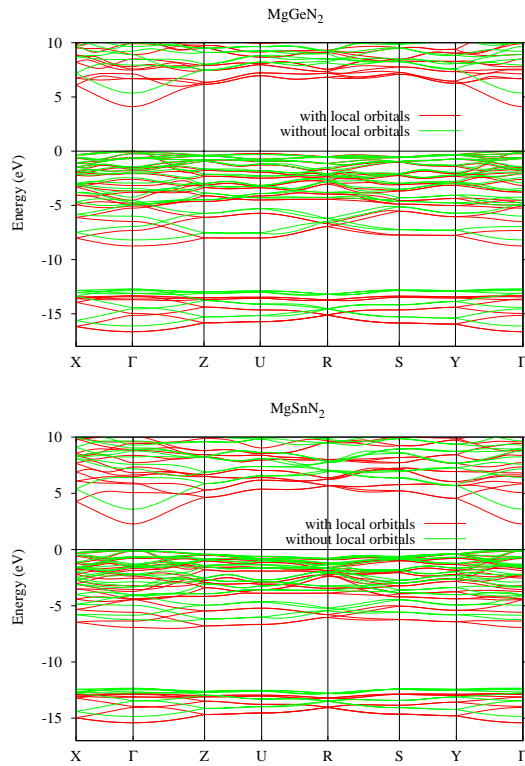 MgGeN2
10
5
with local orbitals
without local orbitals
0
Energy (eV)
-5
-10
-15
X Γ Z U R S Y Γ
MgSnN2
10
5
with local orbitals
without local orbitals
0
Energy (eV)
-5
-10
-15
X Γ Z U R S Y Γ